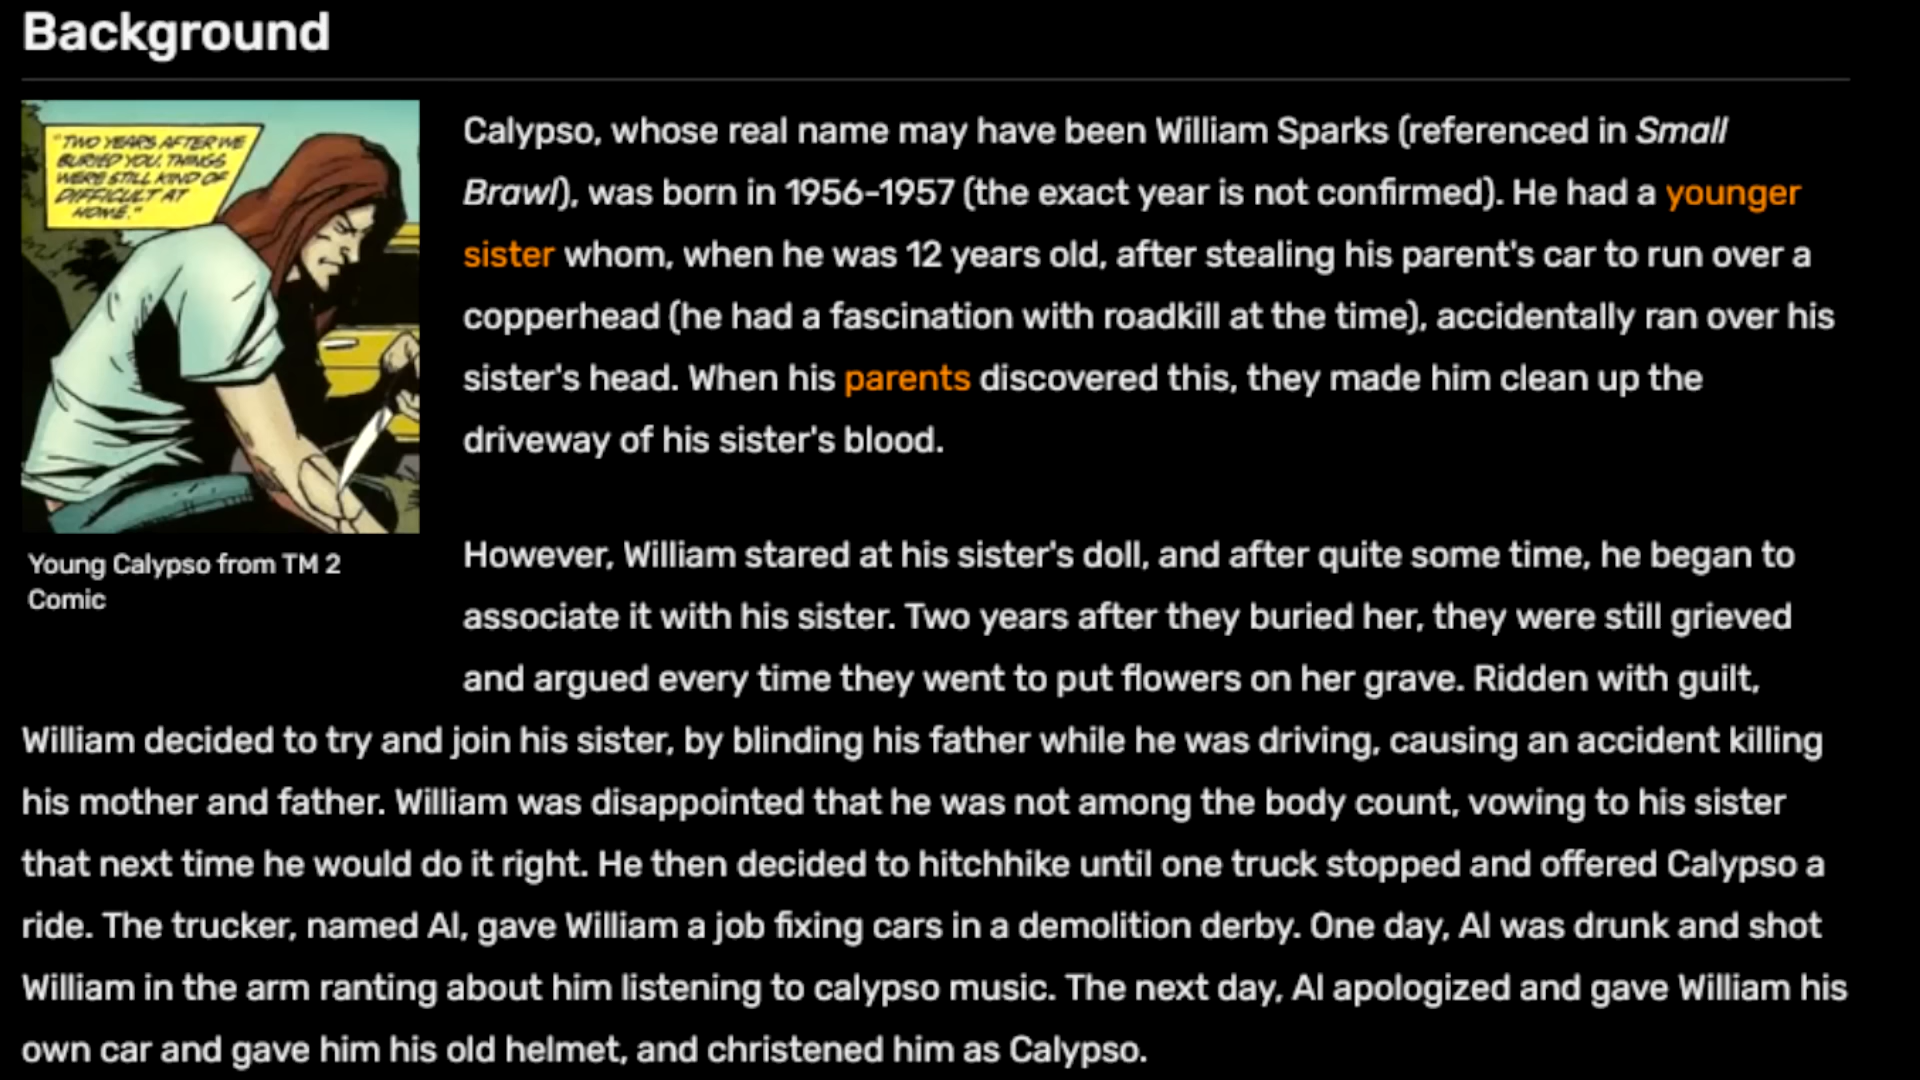 Background
"TWO YEARS AFTER WE
BURIED YOU, THINGS
WERE STILL KIND OF
DIFFICULT AT
HOME."
Young Calypso from TM 2
Comic
Calypso, whose real name may have been William Sparks (referenced in Small
Brawl), was born in 1956-1957 (the exact year is not confirmed). He had a younger
sister whom, when he was 12 years old, after stealing his parent's car to run over a
copperhead (he had a fascination with roadkill at the time), accidentally ran over his
sister's head. When his parents discovered this, they made him clean up the
driveway of his sister's blood.
However, William stared at his sister's doll, and after quite some time, he began to
associate it with his sister. Two years after they buried her, they were still grieved
and argued every time they went to put flowers on her grave. Ridden with guilt,
William decided to try and join his sister, by blinding his father while he was driving, causing an accident killing
his mother and father. William was disappointed that he was not among the body count, vowing to his sister
that next time he would do it right. He then decided to hitchhike until one truck stopped and offered Calypso a
ride. The trucker, named Al, gave William a job fixing cars in a demolition derby. One day, Al was drunk and shot
William in the arm ranting about him listening to calypso music. The next day, Al apologized and gave William his
own car and gave him his old helmet, and christened him as Calypso.